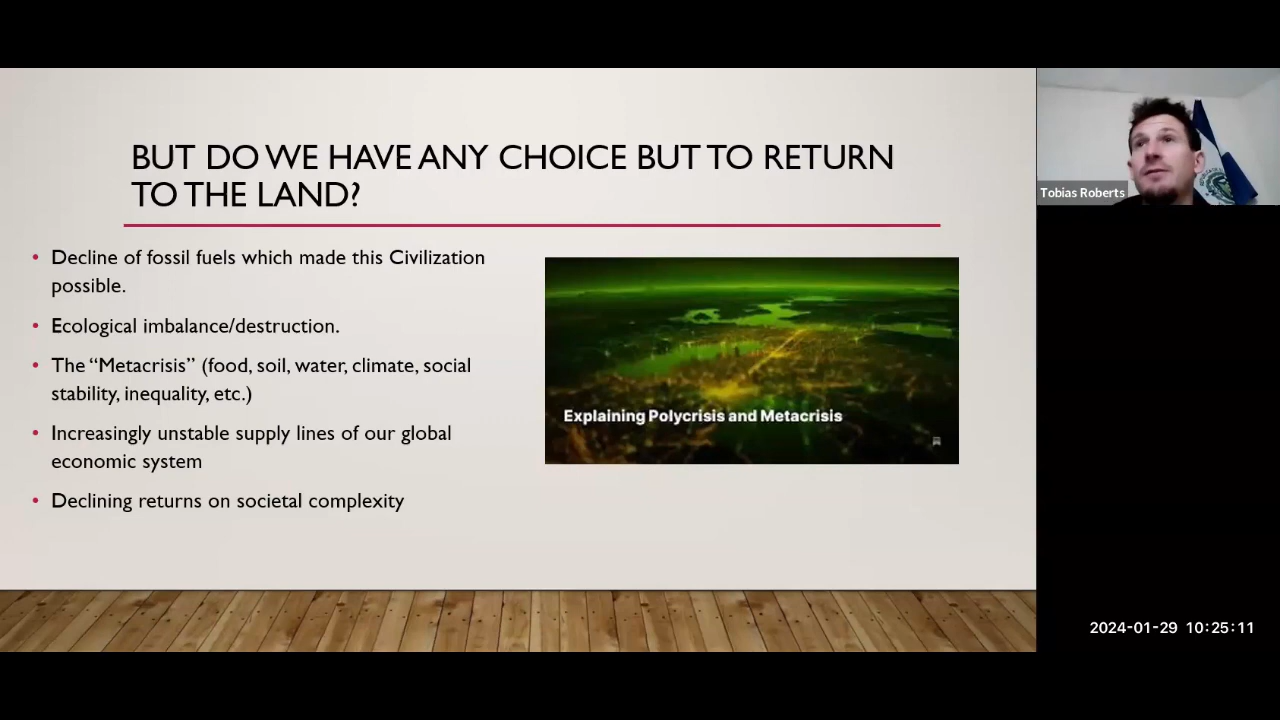 BUT DO WE HAVE ANY CHOICE BUT TO RETURN
TO THE LAND?
• Decline of fossil fuels which made this Civilization
possible.
• Ecological imbalance/destruction.
• The “Metacrisis” (food, soil, water, climate, social
stability, inequality, etc.)
• Increasingly unstable supply lines of our global
economic system
• Declining returns on societal complexity
Explaining Polycrisis and Metacrisis
Tobias Roberts
2024-01-29 10:25:11